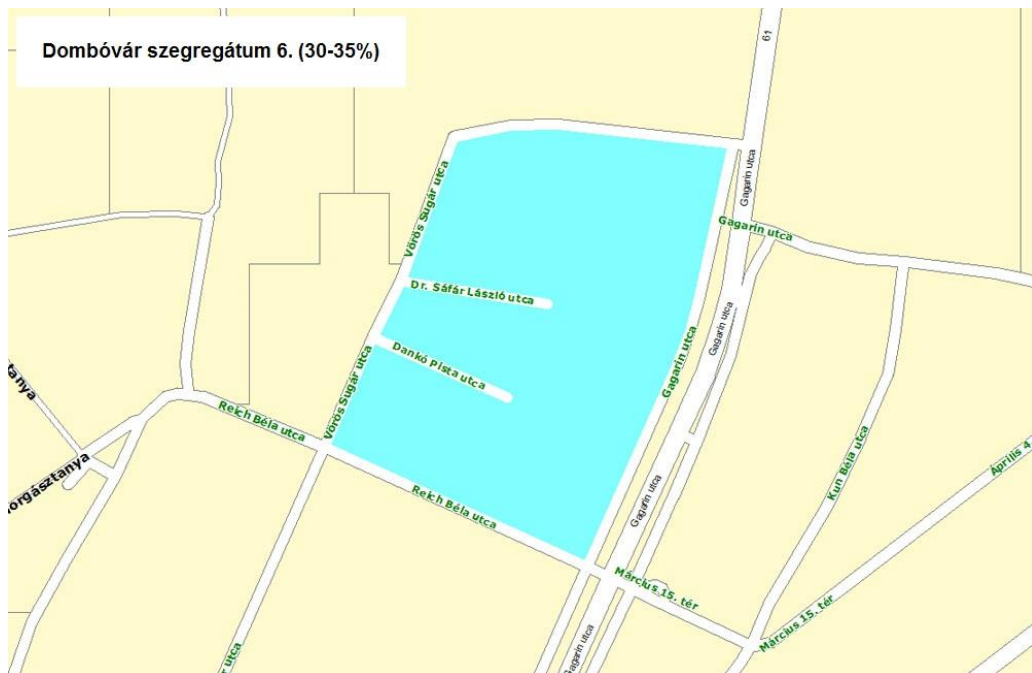 Dombóvár szegregátum 6. (30-35%)
61
Vörös Sugár utca
Gagarin utca
Gagarin utca
Dr. Sáfár László utca
Gagarin utca
Gagarin utca
Dankó Pista utca
Vörös Sugár utca
Reich Béla utca
Kun Béla utca
Április 4
Reich Béla utca
Gagarin utca
Március 15. tér
Március 15. tér
Gagarin utca
utca